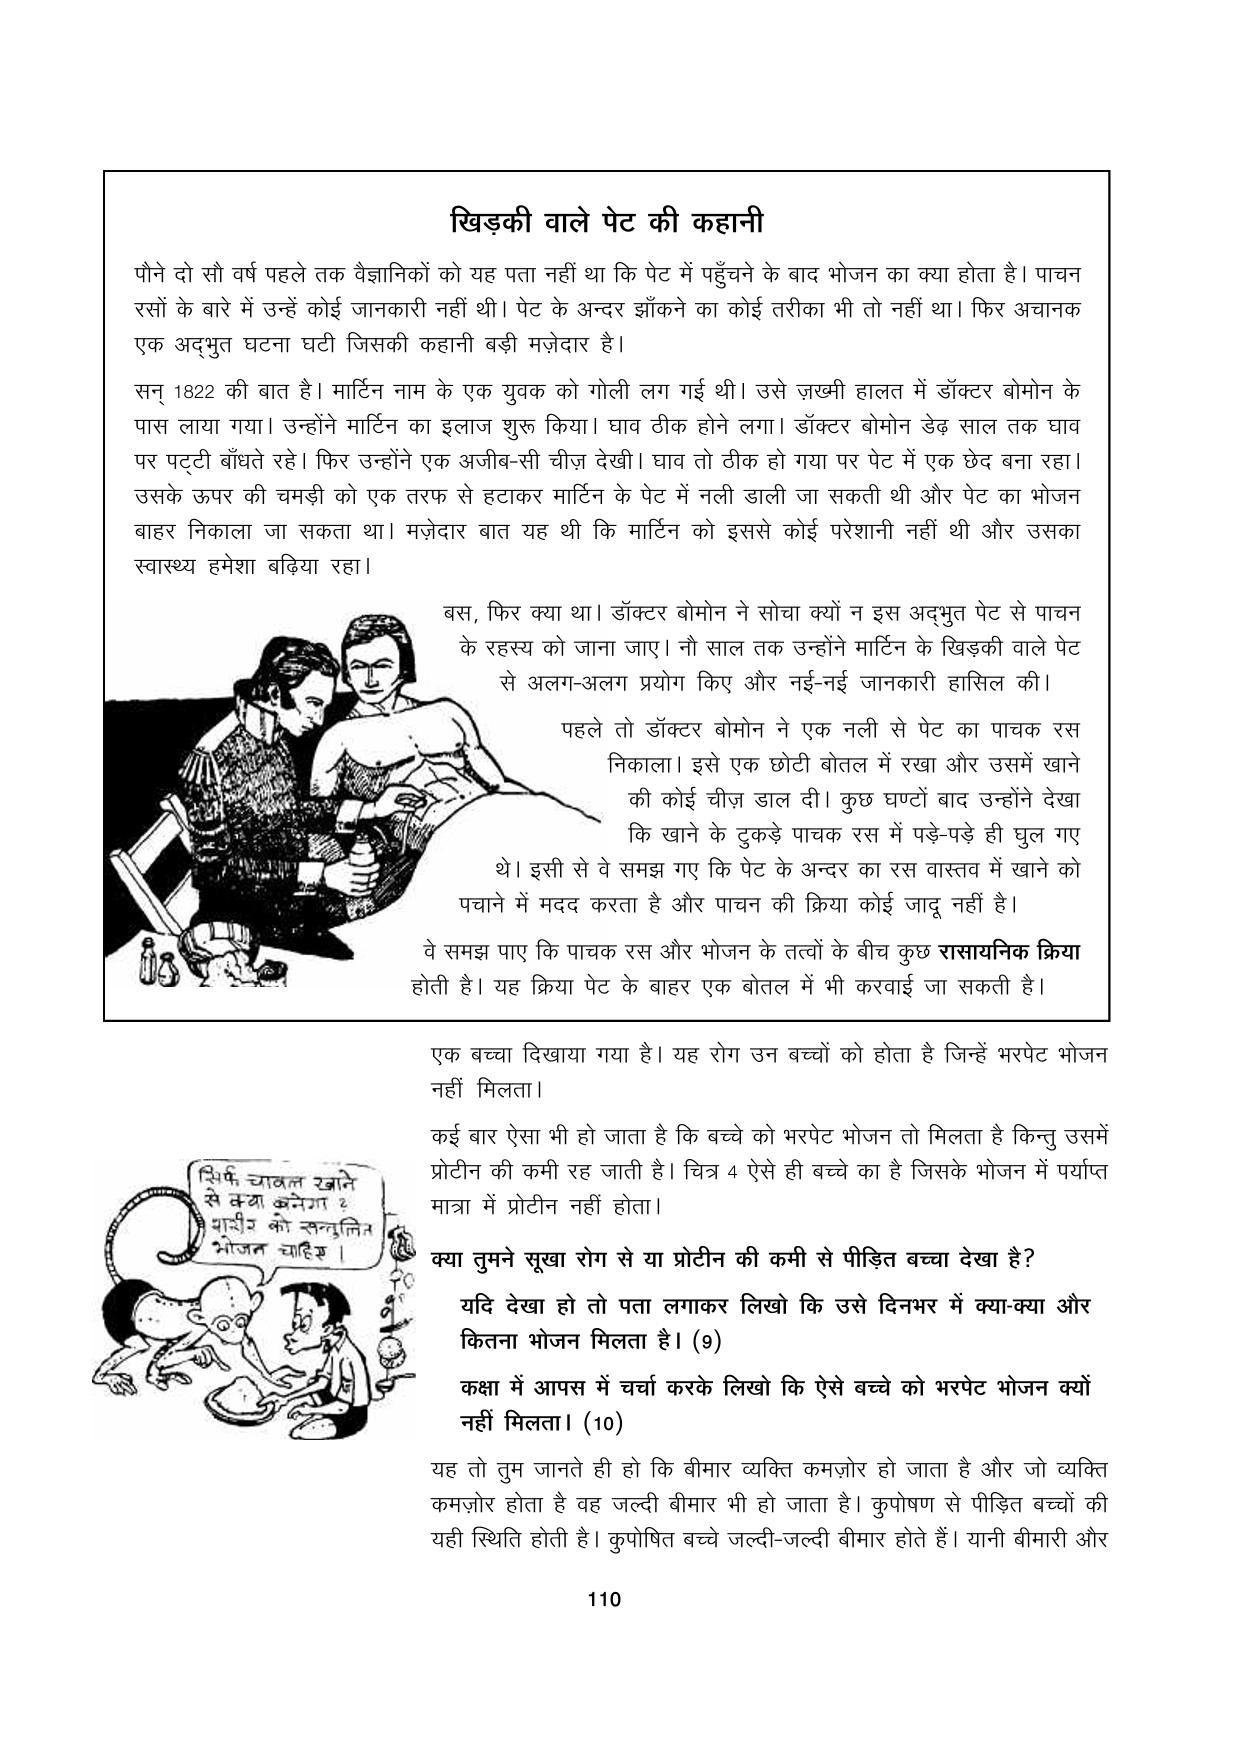 खिड़की वाले पेट की कहानी
पौने दो सौ वर्ष पहले तक वैज्ञानिकों को यह पता नहीं था कि पेट में पहुँचने के बाद भोजन का क्या होता है। पाचन
रसों के बारे में उन्हें कोई जानकारी नहीं थी। पेट के अन्दर झाँकने का कोई तरीका भी तो नहीं था। फिर अचानक
एक अद्भुत घटना घटी जिसकी कहानी बड़ी मज़ेदार है।
सन् 1822 की बात है। मार्टिन नाम के एक युवक को गोली लग गई थी। उसे ज़ख्मी हालत में डॉक्टर बोमोन के
पास लाया गया। उन्होंने मार्टिन का इलाज शुरू किया। घाव ठीक होने लगा। डॉक्टर बोमोन डेढ़ साल तक घाव
पर पट्टी बाँधते रहे। फिर उन्होंने एक अजीब-सी चीज़ देखी। घाव तो ठीक हो गया पर पेट में एक छेद बना रहा।
उसके ऊपर की चमड़ी को एक तरफ से हटाकर मार्टिन के पेट में नली डाली जा सकती थी और पेट का भोजन
बाहर निकाला जा सकता था। मज़ेदार बात यह थी कि मार्टिन को इससे कोई परेशानी नहीं थी और उसका
स्वास्थ्य हमेशा बढ़िया रहा।
बस, फिर क्या था। डॉक्टर बोमोन ने सोचा क्यों न इस अद्भुत पेट से पाचन
के रहस्य को जाना जाए। नौ साल तक उन्होंने मार्टिन के खिड़की वाले पेट
से अलग-अलग प्रयोग किए और नई-नई जानकारी हासिल की।
पहले तो डॉक्टर बोमोन ने एक नली से पेट का पाचक रस
निकाला। इसे एक छोटी बोतल में रखा और उसमें खाने
की कोई चीज़ डाल दी। कुछ घण्टों बाद उन्होंने देखा
कि खाने के टुकड़े पाचक रस में पड़े-पड़े ही घुल गए
थे। इसी से वे समझ गए कि पेट के अन्दर का रस वास्तव में खाने को
पचाने में मदद करता है और पाचन की क्रिया कोई जादू नहीं है।
वे समझ पाए कि पाचक रस और भोजन के तत्वों के बीच कुछ रासायनिक क्रिया
होती है। यह क्रिया पेट के बाहर एक बोतल में भी करवाई जा सकती है।
एक बच्चा दिखाया गया है। यह रोग उन बच्चों को होता है जिन्हें भरपेट भोजन
नहीं मिलता।
कई बार ऐसा भी हो जाता है कि बच्चे को भरपेट भोजन तो मिलता है किन्तु उसमें
प्रोटीन की कमी रह जाती है। चित्र 4 ऐसे ही बच्चे का है जिसके भोजन में पर्याप्त
मात्रा में प्रोटीन नहीं होता।
सिर्फ चावल खाने
से क्या बनेगा ?
शरीर को सन्तुलित
भोजन चाहिए ।
क्या तुमने सूखा रोग से या प्रोटीन की कमी से पीड़ित बच्चा देखा है?
यदि देखा हो तो पता लगाकर लिखो कि उसे दिनभर में क्या-क्या और
कितना भोजन मिलता है। (9)
कक्षा में आपस में चर्चा करके लिखो कि ऐसे बच्चे को भरपेट भोजन क्यों
नहीं मिलता। (10)
यह तो तुम जानते ही हो कि बीमार व्यक्ति कमज़ोर हो जाता है और जो व्यक्ति
कमज़ोर होता है वह जल्दी बीमार भी हो जाता है। कुपोषण से पीड़ित बच्चों की
यही स्थिति होती है। कुपोषित बच्चे जल्दी-जल्दी बीमार होते हैं। यानी बीमारी और
110